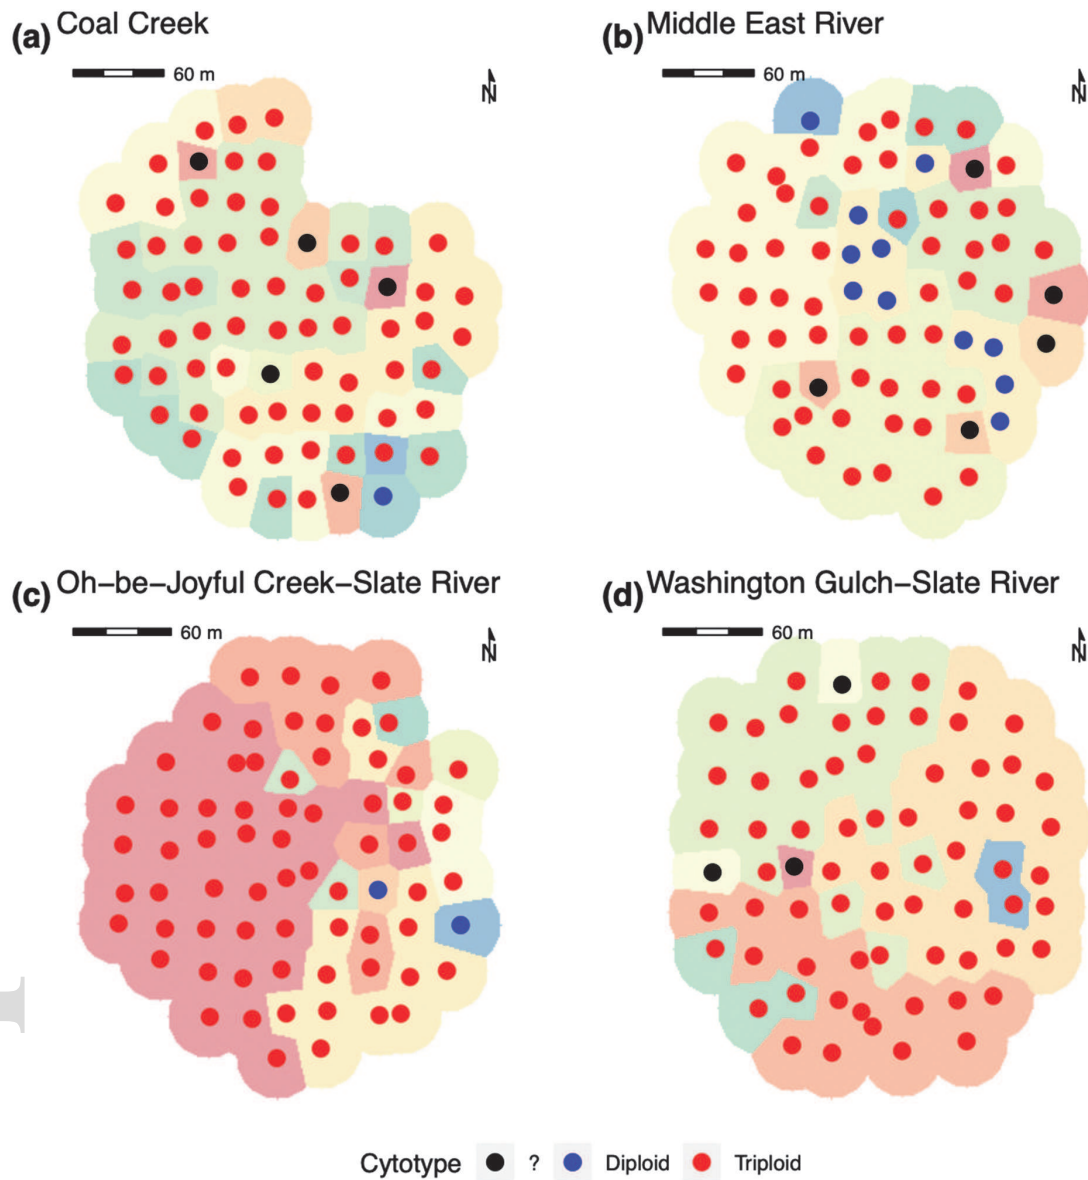 (a) Coal Creek
60 m
N
(b) Middle East River
60 m
N
(c) Oh–be–Joyful Creek–Slate River
60 m
N
(d) Washington Gulch–Slate River
60 m
N
Cytotype ? Diploid Triploid